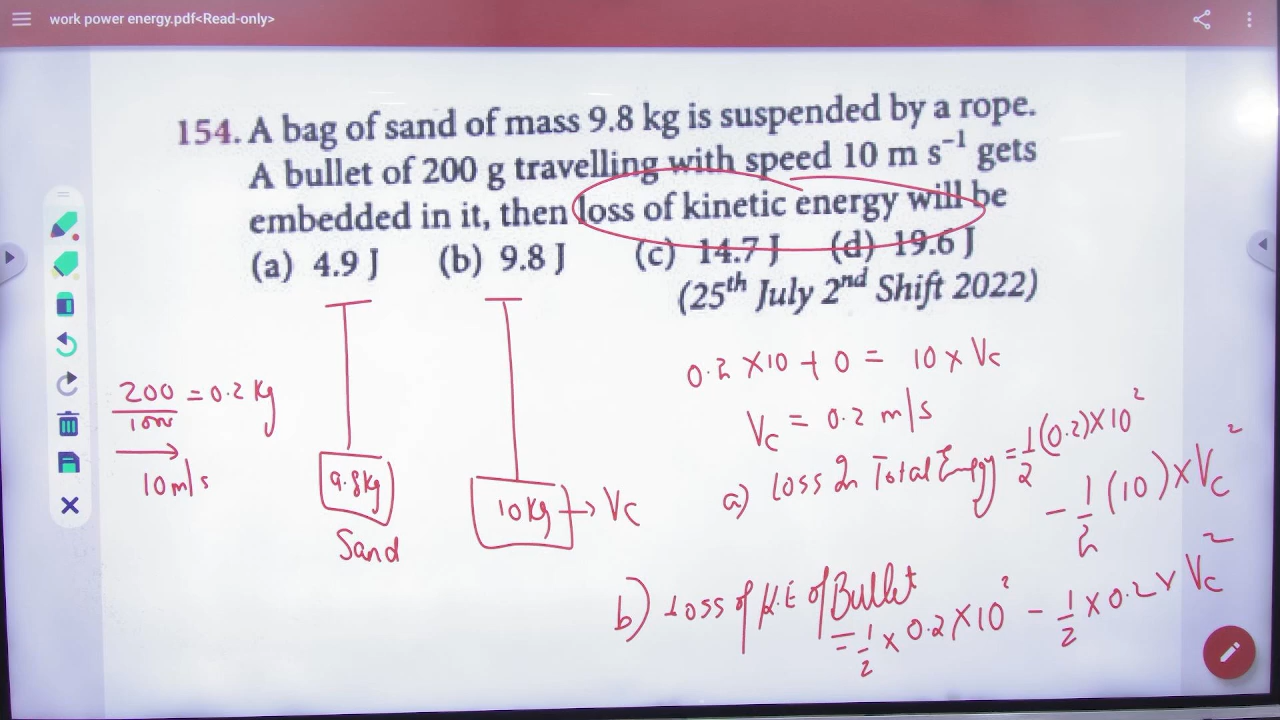 work power energy.pdf<Read-only>
154. A bag of sand of mass 9.8 kg is suspended by a rope.
A bullet of 200 g travelling with speed 10 m s⁻¹ gets
embedded in it, then loss of kinetic energy will be
(a) 4.9 J (b) 9.8 J (c) 14.7 J (d) 19.6 J
(25th July 2nd Shift 2022)
200/1000 = 0.2 Kg
10 m/s
9.8Kg
Sand
10Kg → Vc
0.2 × 10 + 0 = 10 × Vc
Vc = 0.2 m/s
a) Loss In Total Energy = 1/2 (0.2) × 10²
- 1/2 (10) × Vc²
b) Loss of K.E of Bullet
= 1/2 × 0.2 × 10² - 1/2 × 0.2 × Vc²